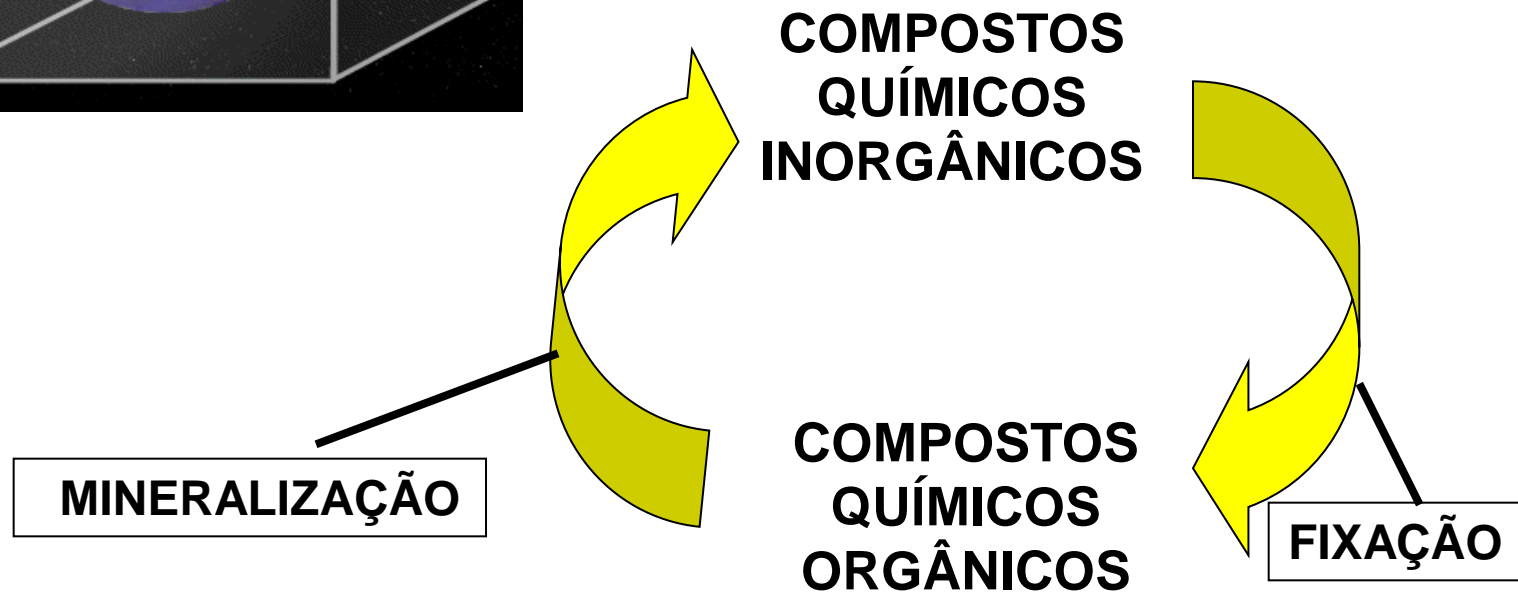 COMPOSTOS
QUÍMICOS
INORGÂNICOS
MINERALIZAÇÃO
COMPOSTOS
QUÍMICOS
ORGÂNICOS
FIXAÇÃO